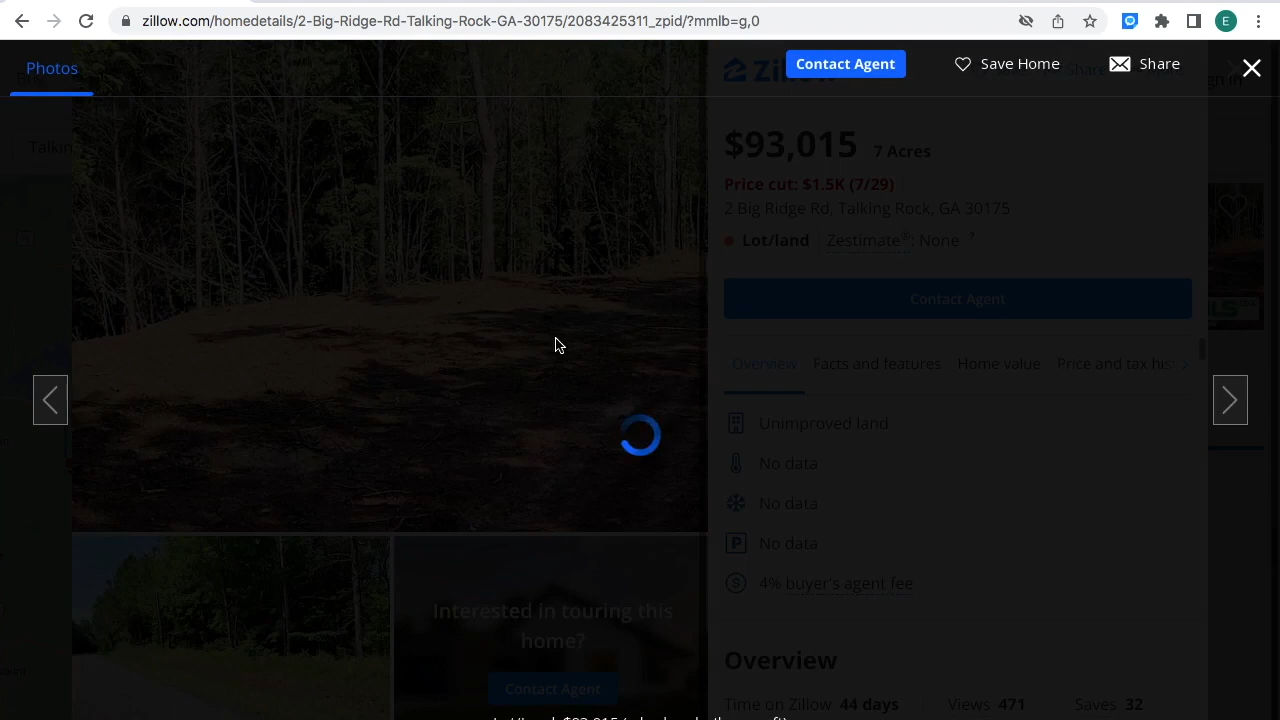 zillow.com/homedetails/2-Big-Ridge-Rd-Talking-Rock-GA-30175/2083425311_zpid/?mmlb=g,0
E
Photos
Contact Agent
Save Home
Share
Zillow
Talkin
$93,015 7 Acres
Price cut: $1.5K (7/29)
2 Big Ridge Rd, Talking Rock, GA 30175
Lot/land Zestimate®: None ?
Contact Agent
Overview Facts and features Home value Price and tax his
Unimproved land
No data
No data
P No data
$ 4% buyer's agent fee
Interested in touring this
home?
Contact Agent
Overview
Time on Zillow 44 days Views 471 Saves 32